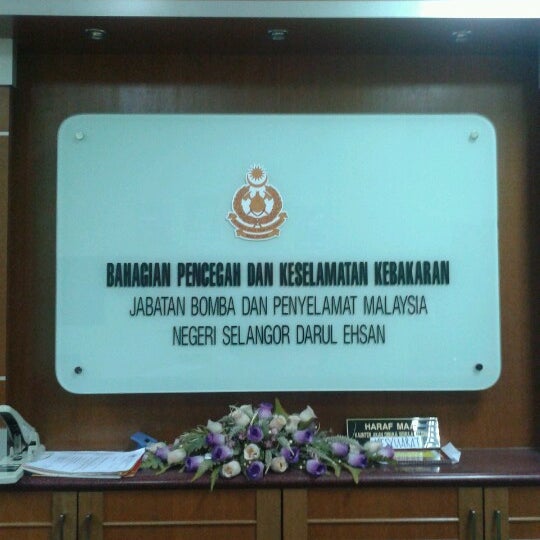 BAHAGIAN PENCEGAH DAN KESELAMATAN KEBAKARAN
JABATAN BOMBA DAN PENYELAMAT MALAYSIA
NEGERI SELANGOR DARUL EHSAN
HARAF MAAF